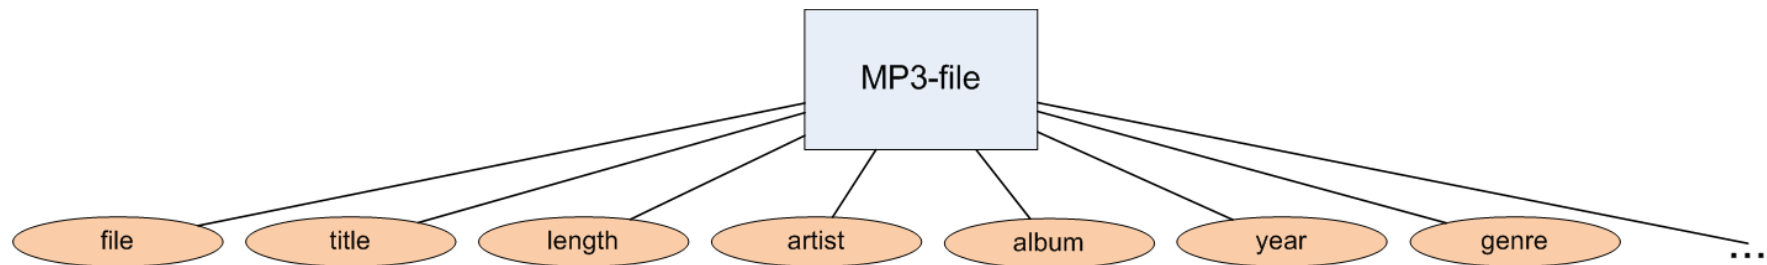 MP3-file
file
title
length
artist
album
year
genre
...